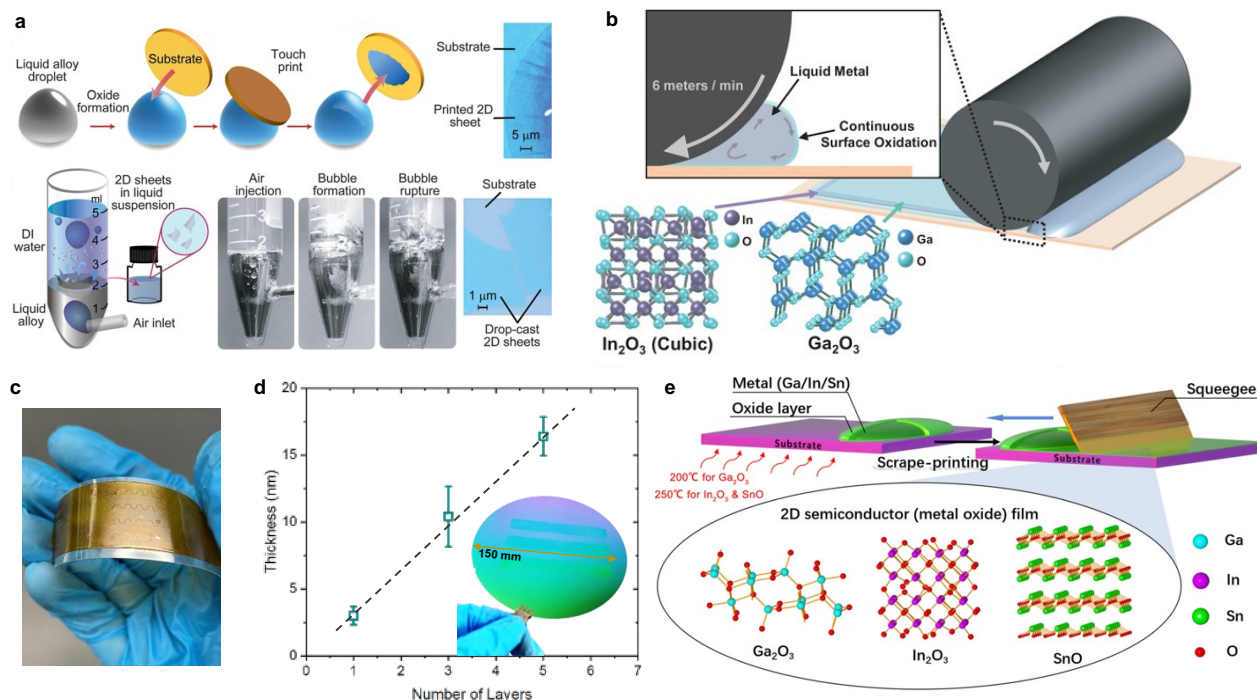 a
Liquid alloy
droplet
Oxide
formation
Substrate
Touch
print
Substrate
Printed 2D
sheet
5 µm
2D sheets
in liquid
suspension
ml
5
4
3
2
1
DI
water
Liquid
alloy
Air inlet
Air
injection
Bubble
formation
Bubble
rupture
3
2
3
3
Substrate
1 µm
Drop-cast
2D sheets
b
6 meters / min
Liquid Metal
Continuous
Surface Oxidation
In
O
Ga
O
In₂O₃ (Cubic)
Ga₂O₃
c
d
20
15
10
5
0
Thickness (nm)
150 mm
0 1 2 3 4 5 6 7
Number of Layers
e
Metal (Ga/In/Sn)
Oxide layer
Squeegee
Substrate
Scrape-printing
Substrate
200℃ for Ga₂O₃
250℃ for In₂O₃ & SnO
2D semiconductor (metal oxide) film
Ga₂O₃
In₂O₃
SnO
Ga
In
Sn
O